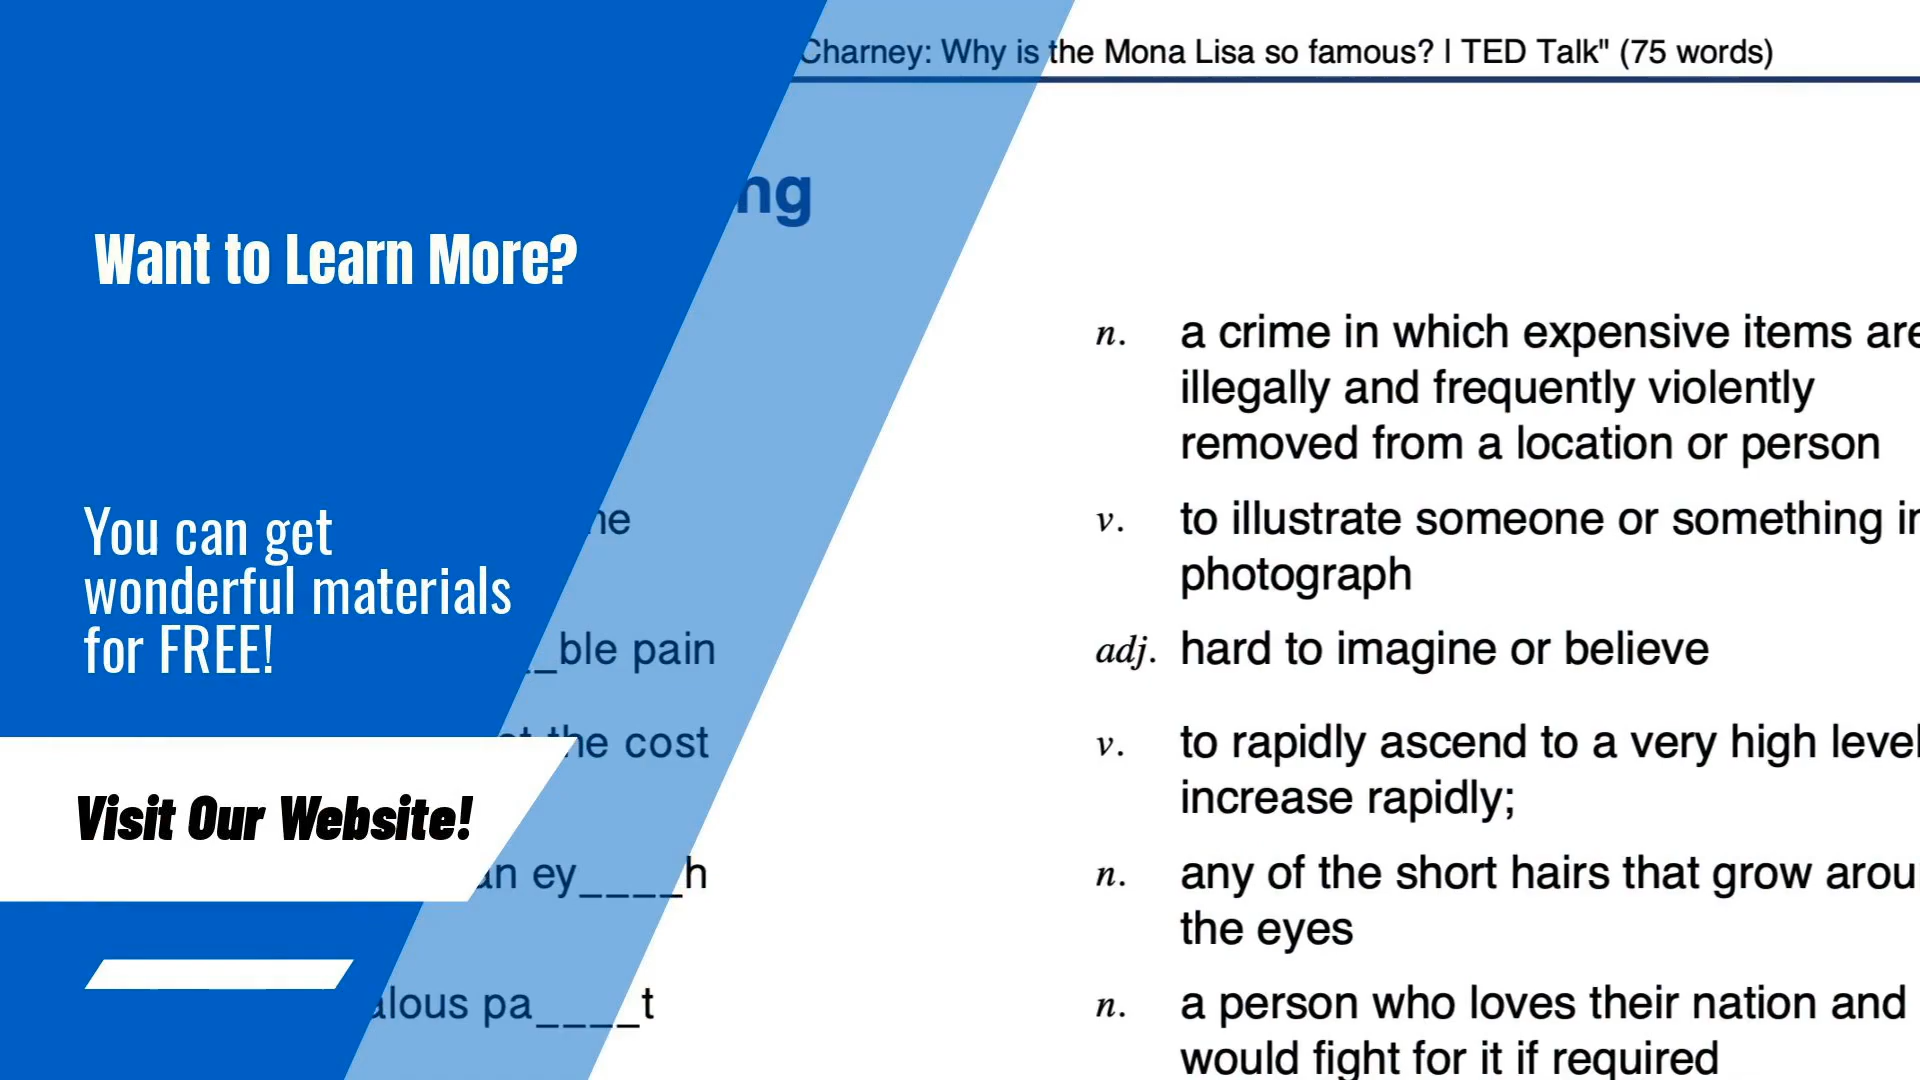 Charney: Why is the Mona Lisa so famous? | TED Talk" (75 words)
ng
Want to Learn More?
You can get
wonderful materials
for FREE!
Visit Our Website!
n. a crime in which expensive items are
illegally and frequently violently
removed from a location or person
v. to illustrate someone or something in
photograph
adj. hard to imagine or believe
_ble pain
v. to rapidly ascend to a very high level
increase rapidly;
the cost
n. any of the short hairs that grow arou
the eyes
an ey____h
n. a person who loves their nation and
would fight for it if required
alous pa____t